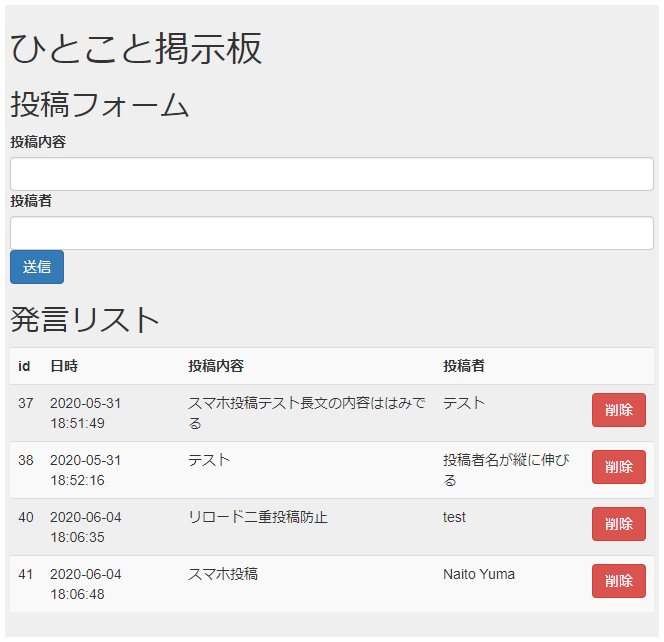 ひとこと掲示板
投稿フォーム
投稿内容
投稿者
送信
発言リスト
id 日時 投稿内容 投稿者
37 2020-05-31 スマホ投稿テスト長文の内容ははみで テスト 削除
18:51:49 る
38 2020-05-31 テスト 投稿者名が縦に伸び 削除
18:52:16 る
40 2020-06-04 リロード二重投稿防止 test 削除
18:06:35
41 2020-06-04 スマホ投稿 Naito Yuma 削除
18:06:48